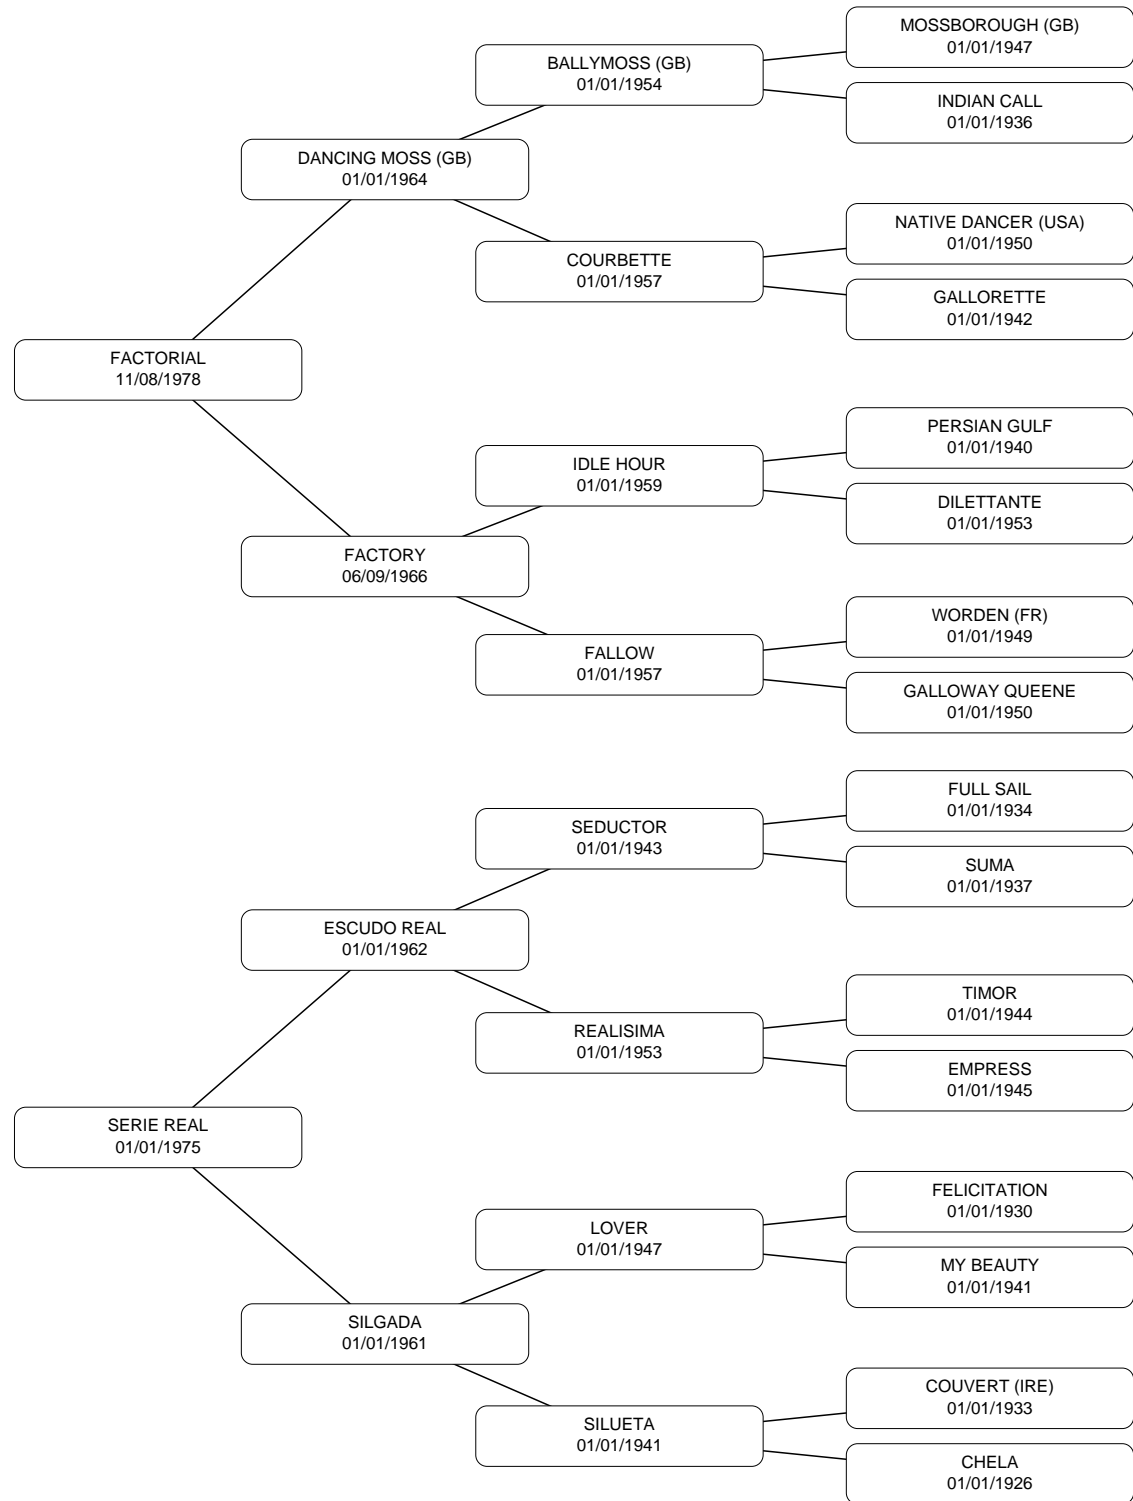 MOSSBOROUGH (GB)
01/01/1947
BALLYMOSS (GB)
01/01/1954
INDIAN CALL
01/01/1936
DANCING MOSS (GB)
01/01/1964
NATIVE DANCER (USA)
01/01/1950
COURBETTE
01/01/1957
GALLORETTE
01/01/1942
FACTORIAL
11/08/1978
PERSIAN GULF
01/01/1940
IDLE HOUR
01/01/1959
DILETTANTE
01/01/1953
FACTORY
06/09/1966
WORDEN (FR)
01/01/1949
FALLOW
01/01/1957
GALLOWAY QUEENE
01/01/1950
FULL SAIL
01/01/1934
SEDUCTOR
01/01/1943
SUMA
01/01/1937
ESCUDO REAL
01/01/1962
TIMOR
01/01/1944
REALISIMA
01/01/1953
EMPRESS
01/01/1945
SERIE REAL
01/01/1975
FELICITATION
01/01/1930
LOVER
01/01/1947
MY BEAUTY
01/01/1941
SILGADA
01/01/1961
COUVERT (IRE)
01/01/1933
SILUETA
01/01/1941
CHELA
01/01/1926